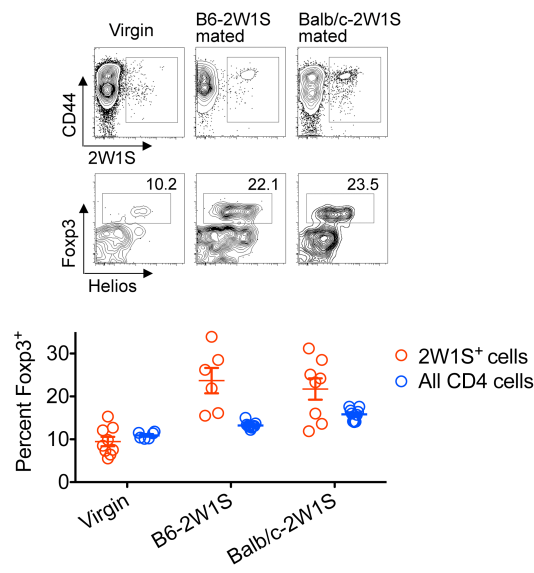 Virgin
B6-2W1S
mated
Balb/c-2W1S
mated
CD44
2W1S
10.2
22.1
23.5
Foxp3
Helios
Percent Foxp3⁺
30
20
10
0
2W1S⁺ cells
All CD4 cells
Virgin
B6-2W1S
Balb/c-2W1S